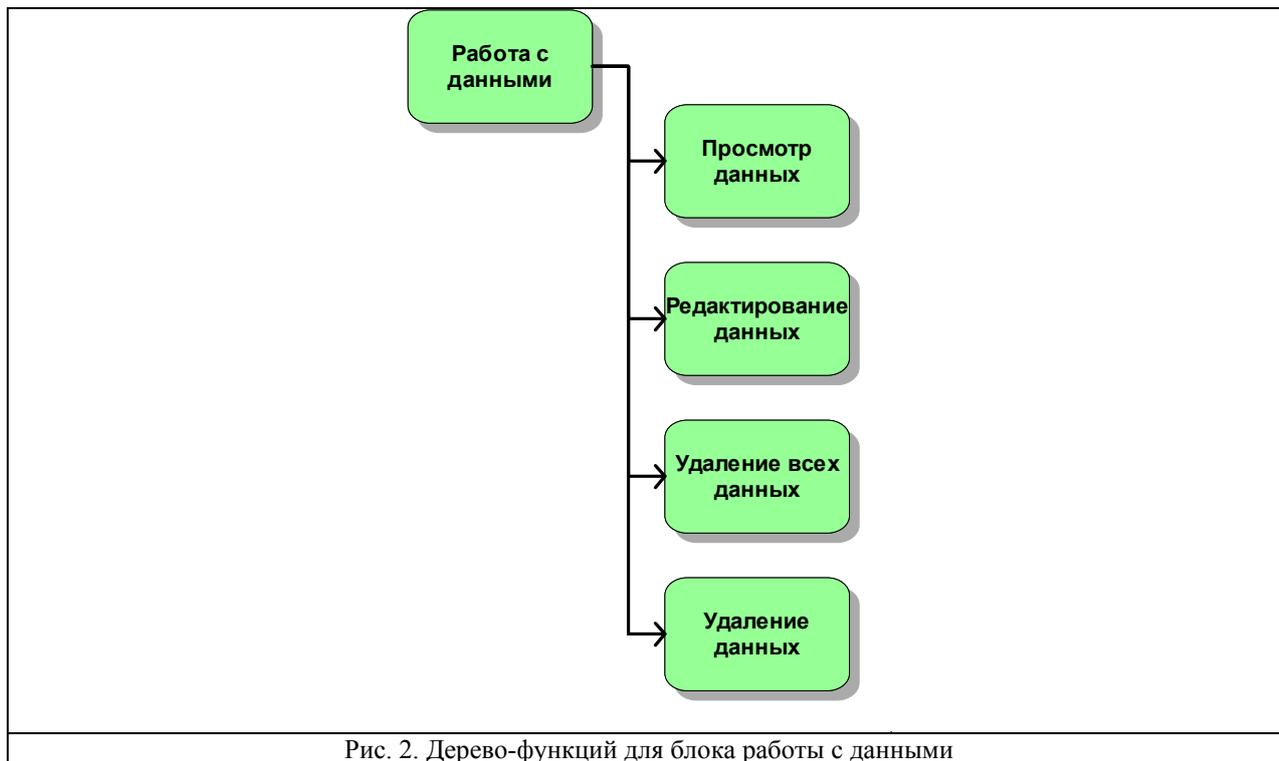 Работа с
данными
Просмотр
данных
Редактирование
данных
Удаление всех
данных
Удаление
данных
Рис. 2. Дерево-функций для блока работы с данными